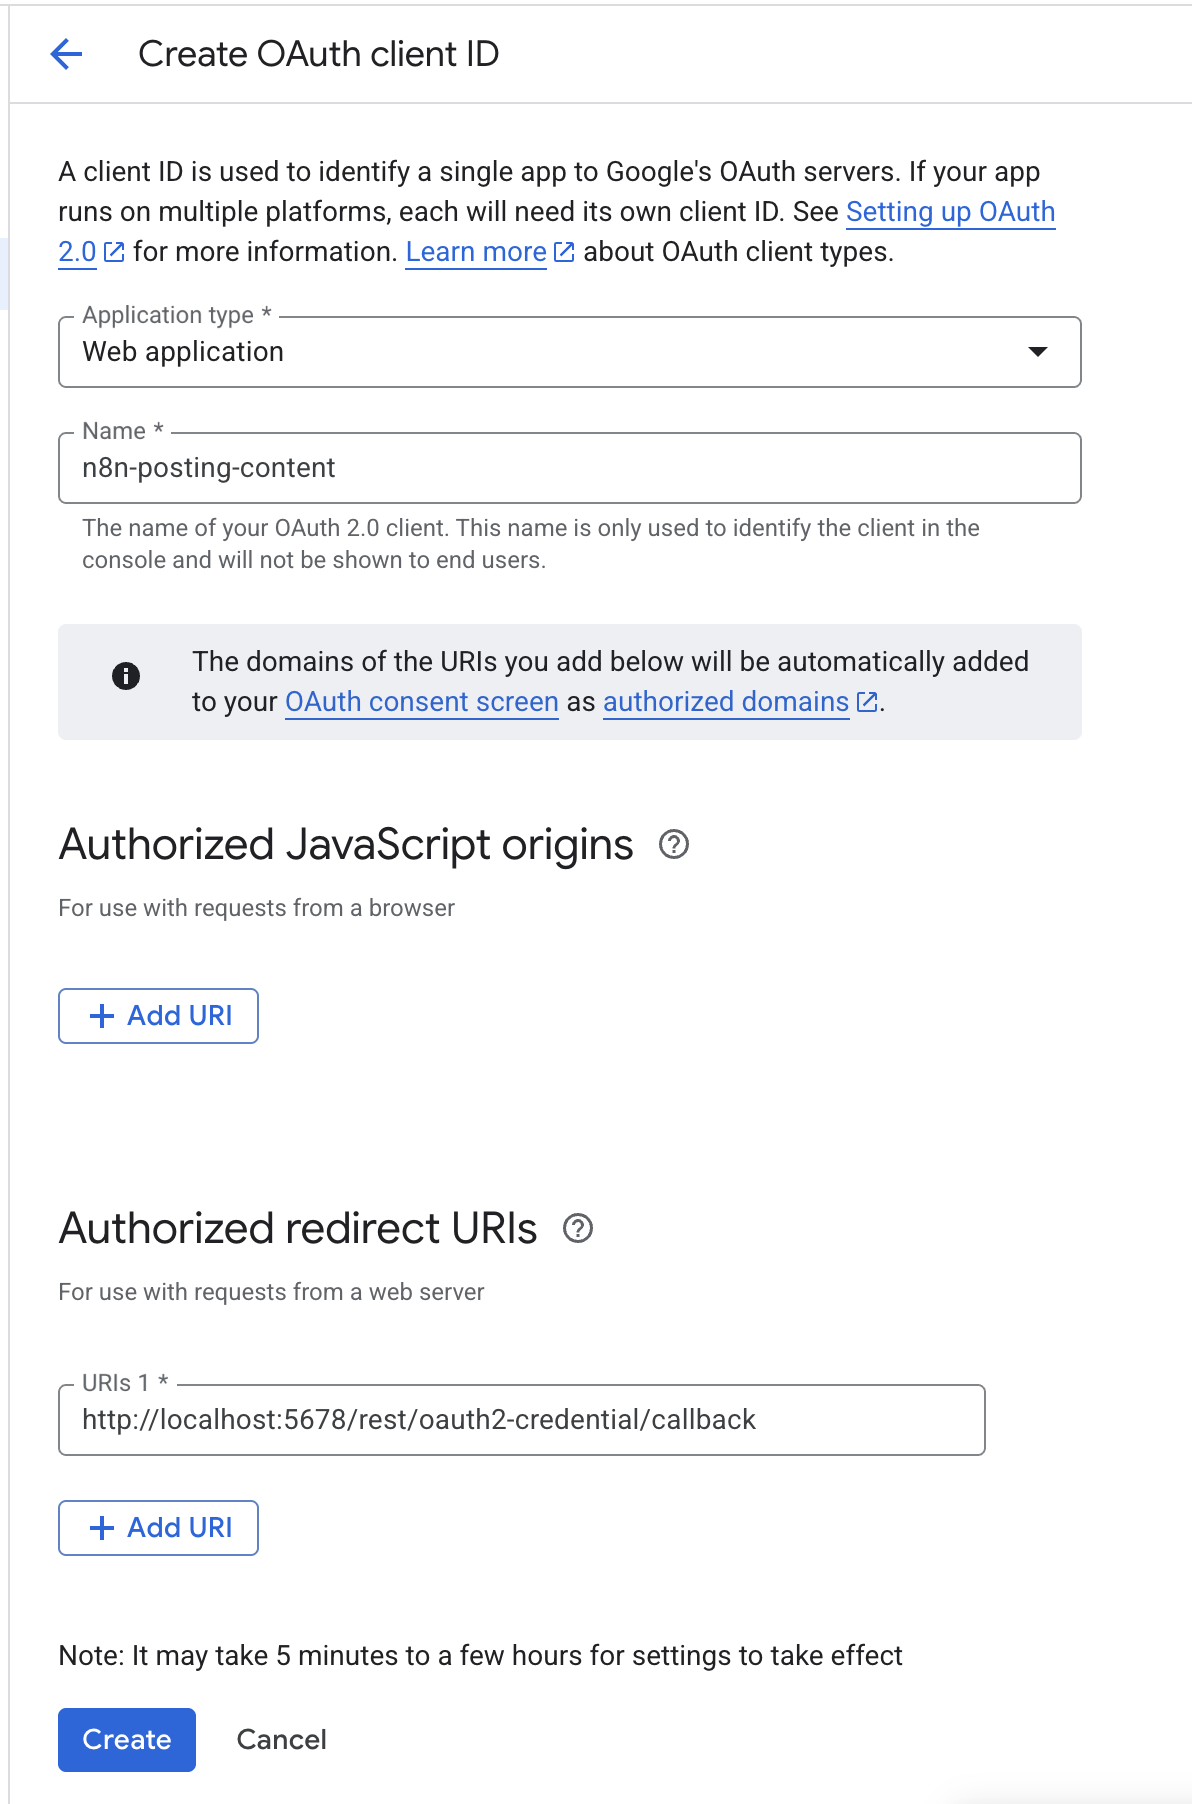 Create OAuth client ID
A client ID is used to identify a single app to Google's OAuth servers. If your app
runs on multiple platforms, each will need its own client ID. See Setting up OAuth
2.0 for more information. Learn more about OAuth client types.
Application type *
Web application
Name *
n8n-posting-content
The name of your OAuth 2.0 client. This name is only used to identify the client in the
console and will not be shown to end users.
The domains of the URIs you add below will be automatically added
to your OAuth consent screen as authorized domains.
Authorized JavaScript origins
For use with requests from a browser
+ Add URI
Authorized redirect URIs
For use with requests from a web server
URIs 1 *
http://localhost:5678/rest/oauth2-credential/callback
+ Add URI
Note: It may take 5 minutes to a few hours for settings to take effect
Create Cancel